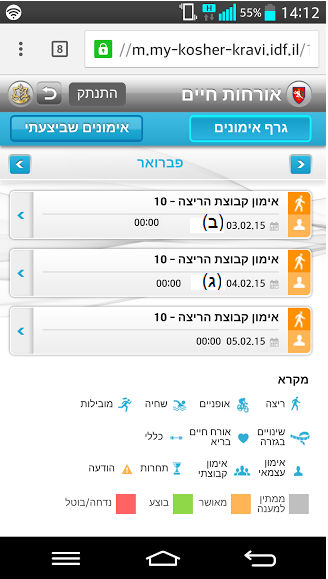 55% 14:12
8 //m.my-kosher-kravi.idf.il/
אורחות חיים התנתק
גרף אימונים אימונים שביצעתי
פברואר
אימון קבוצת הריצה - 10
03.02.15 (ב) 00:00
אימון קבוצת הריצה - 10
04.02.15 (ג) 00:00
אימון קבוצת הריצה - 10
05.02.15 00:00
מקרא
ריצה אופניים שחיה מובילות
שינויים בגזרה אורח חיים בריא כללי
אימון עצמאי אימון קבוצתי תחרות הודעה
ממתין למענה מאושר בוצע נדחה/בוטל